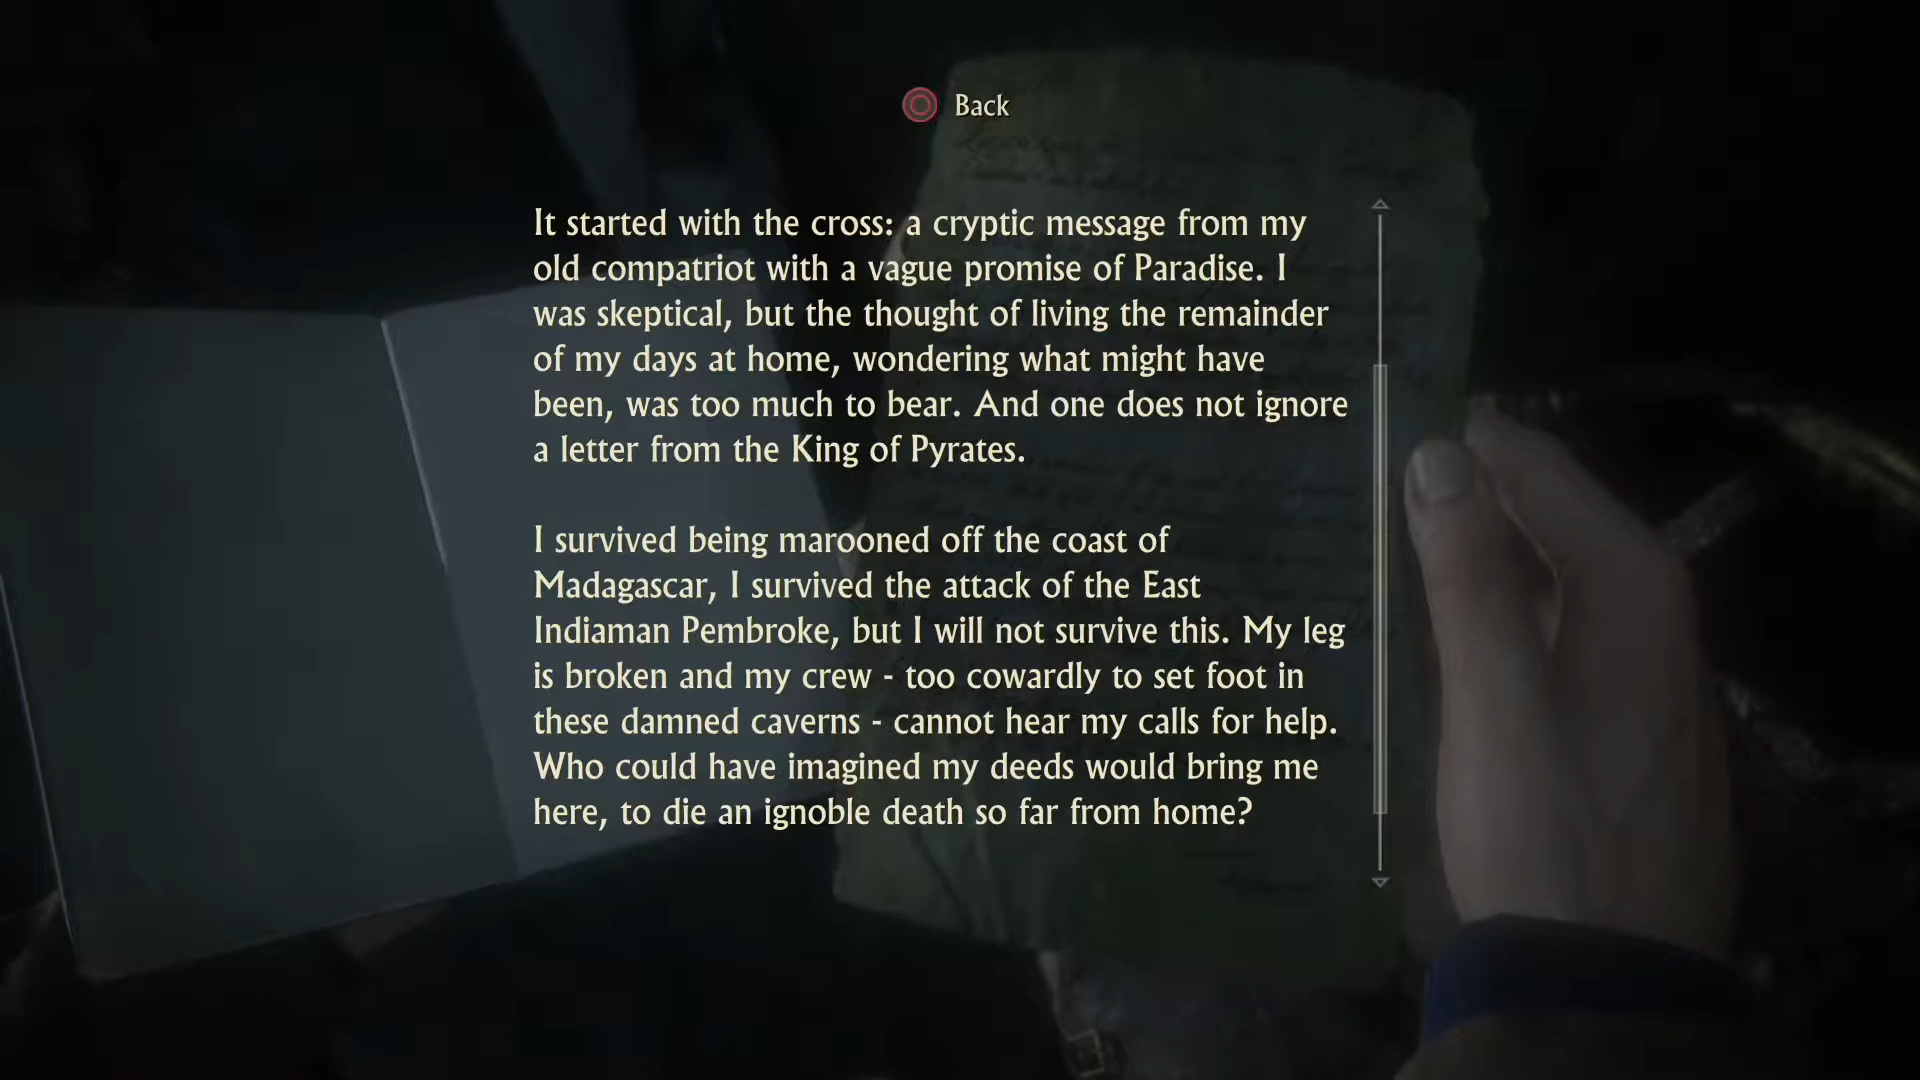 Back
It started with the cross: a cryptic message from my
old compatriot with a vague promise of Paradise. I
was skeptical, but the thought of living the remainder
of my days at home, wondering what might have
been, was too much to bear. And one does not ignore
a letter from the King of Pyrates.
I survived being marooned off the coast of
Madagascar, I survived the attack of the East
Indiaman Pembroke, but I will not survive this. My leg
is broken and my crew - too cowardly to set foot in
these damned caverns - cannot hear my calls for help.
Who could have imagined my deeds would bring me
here, to die an ignoble death so far from home?